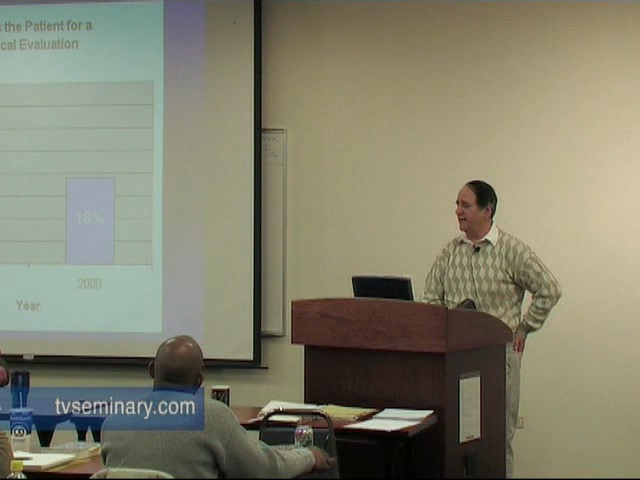 the Patient for a
cal Evaluation
19%
2000
Year
tvseminary.com